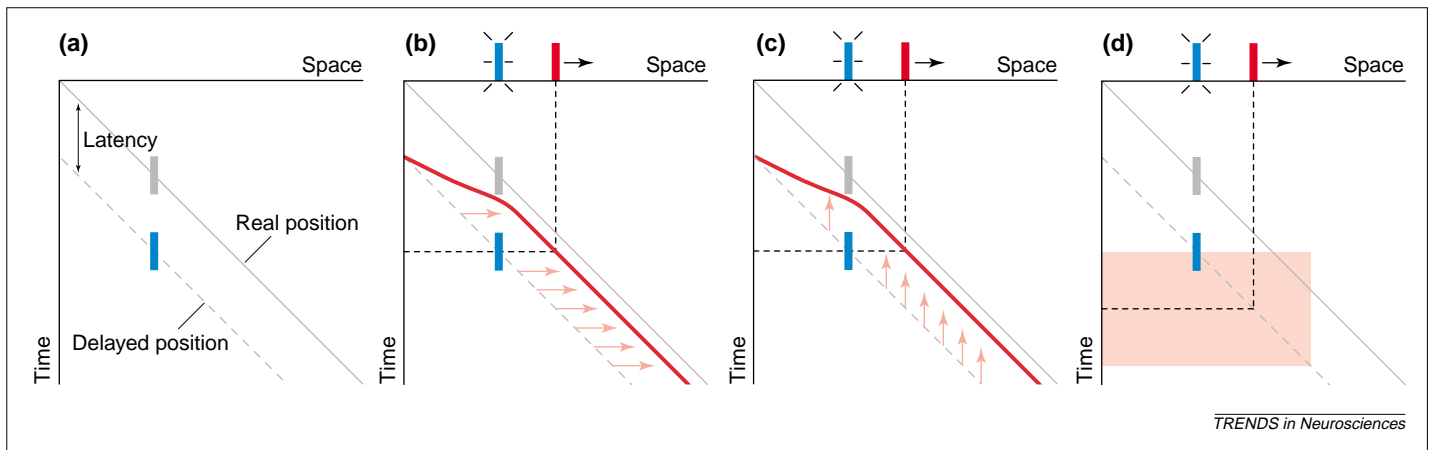 (a)
Space
Latency
Real position
Delayed position
Time
(b)
Space
Time
(c)
Space
Time
(d)
Space
Time
TRENDS in Neurosciences